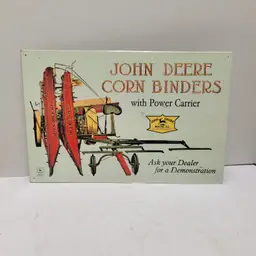 JOHN DEERE
CORN BINDERS
with Power Carrier
Ask your Dealer
for a Demonstration